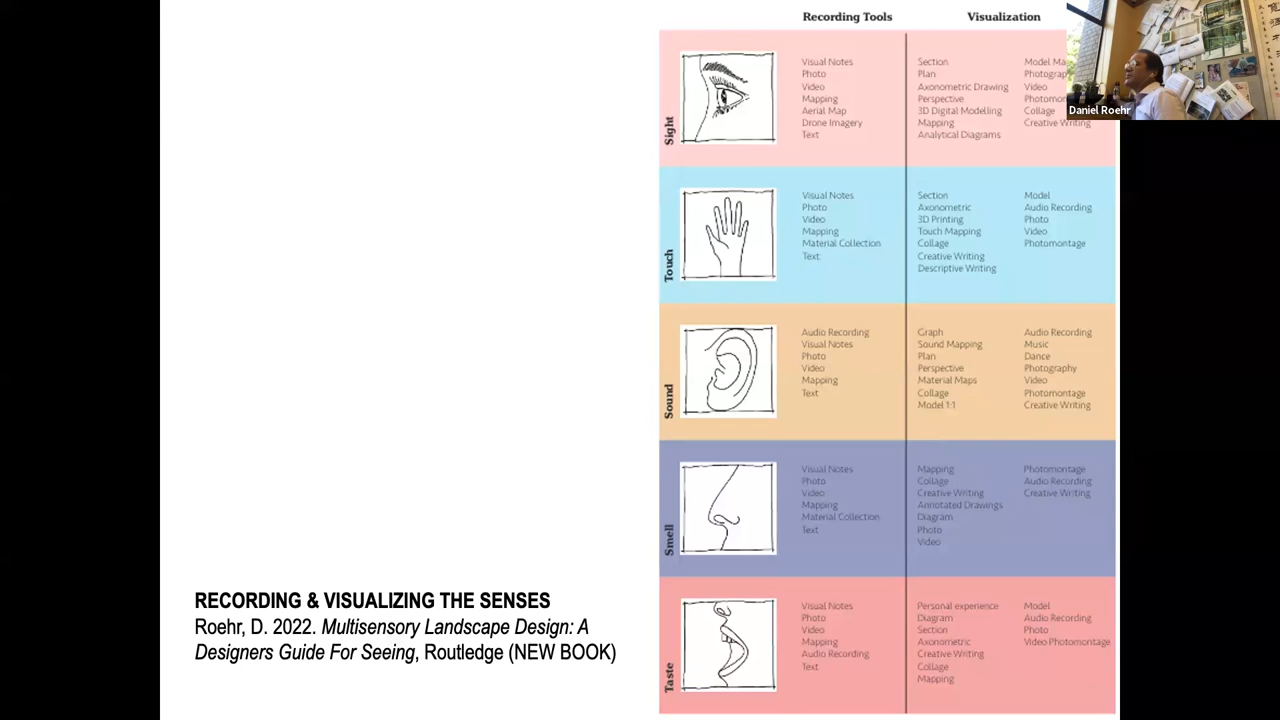 Recording Tools
Visualization
Sight
Visual Notes
Photo
Video
Mapping
Aerial Map
Drone Imagery
Text
Section
Plan
Axonometric Drawing
Perspective
3D Digital Modelling
Mapping
Analytical Diagrams
Model
Video
Collage
Creative Writing
Daniel Roehr
Touch
Visual Notes
Photo
Video
Mapping
Material Collection
Text
Section
Axonometric
3D Printing
Touch Mapping
Collage
Creative Writing
Descriptive Writing
Model
Audio Recording
Photo
Video
Photomontage
Sound
Audio Recording
Visual Notes
Photo
Video
Mapping
Text
Graph
Sound Mapping
Plan
Perspective
Material Maps
Collage
Model 1:1
Audio Recording
Music
Dance
Photography
Video
Photomontage
Creative Writing
Smell
Visual Notes
Photo
Video
Mapping
Material Collection
Text
Mapping
Collage
Creative Writing
Annotated Drawings
Diagram
Photo
Video
Photomontage
Audio Recording
Creative Writing
Taste
Visual Notes
Photo
Video
Mapping
Audio Recording
Text
Personal experience
Diagram
Section
Axonometric
Creative Writing
Collage
Mapping
Model
Audio Recording
Photo
Video Photomontage
RECORDING & VISUALIZING THE SENSES
Roehr, D. 2022. Multisensory Landscape Design: A
Designers Guide For Seeing, Routledge (NEW BOOK)